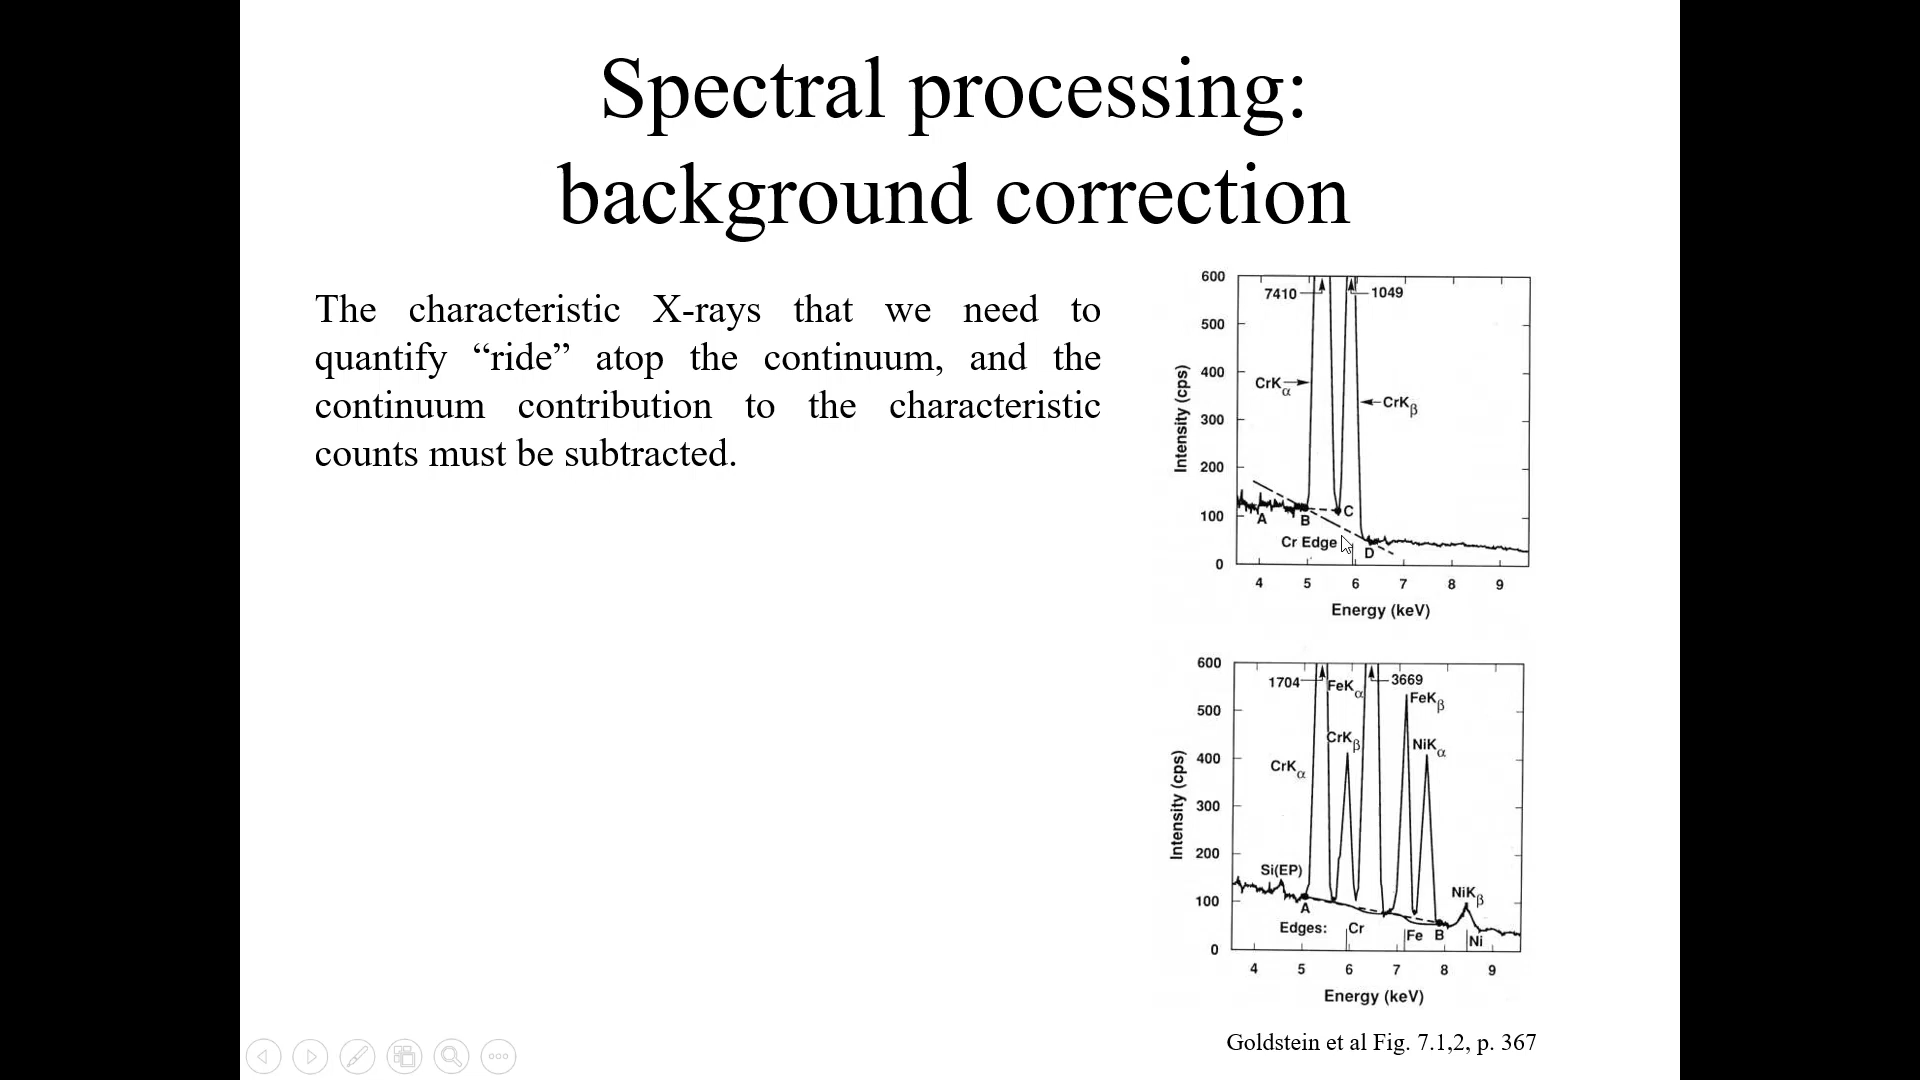 Spectral processing:
background correction
The characteristic X-rays that we need to
quantify “ride” atop the continuum, and the
continuum contribution to the characteristic
counts must be subtracted.
600
500
400
300
200
100
0
Intensity (cps)
7410
1049
CrKα
CrKβ
A
B
C
Cr Edge
D
4 5 6 7 8 9
Energy (keV)
600
500
400
300
200
100
0
Intensity (cps)
1704
FeKα
3669
FeKβ
CrKβ
NiKα
CrKα
Si(EP)
NiKβ
A
Edges: Cr
Fe B Ni
4 5 6 7 8 9
Energy (keV)
Goldstein et al Fig. 7.1,2, p. 367